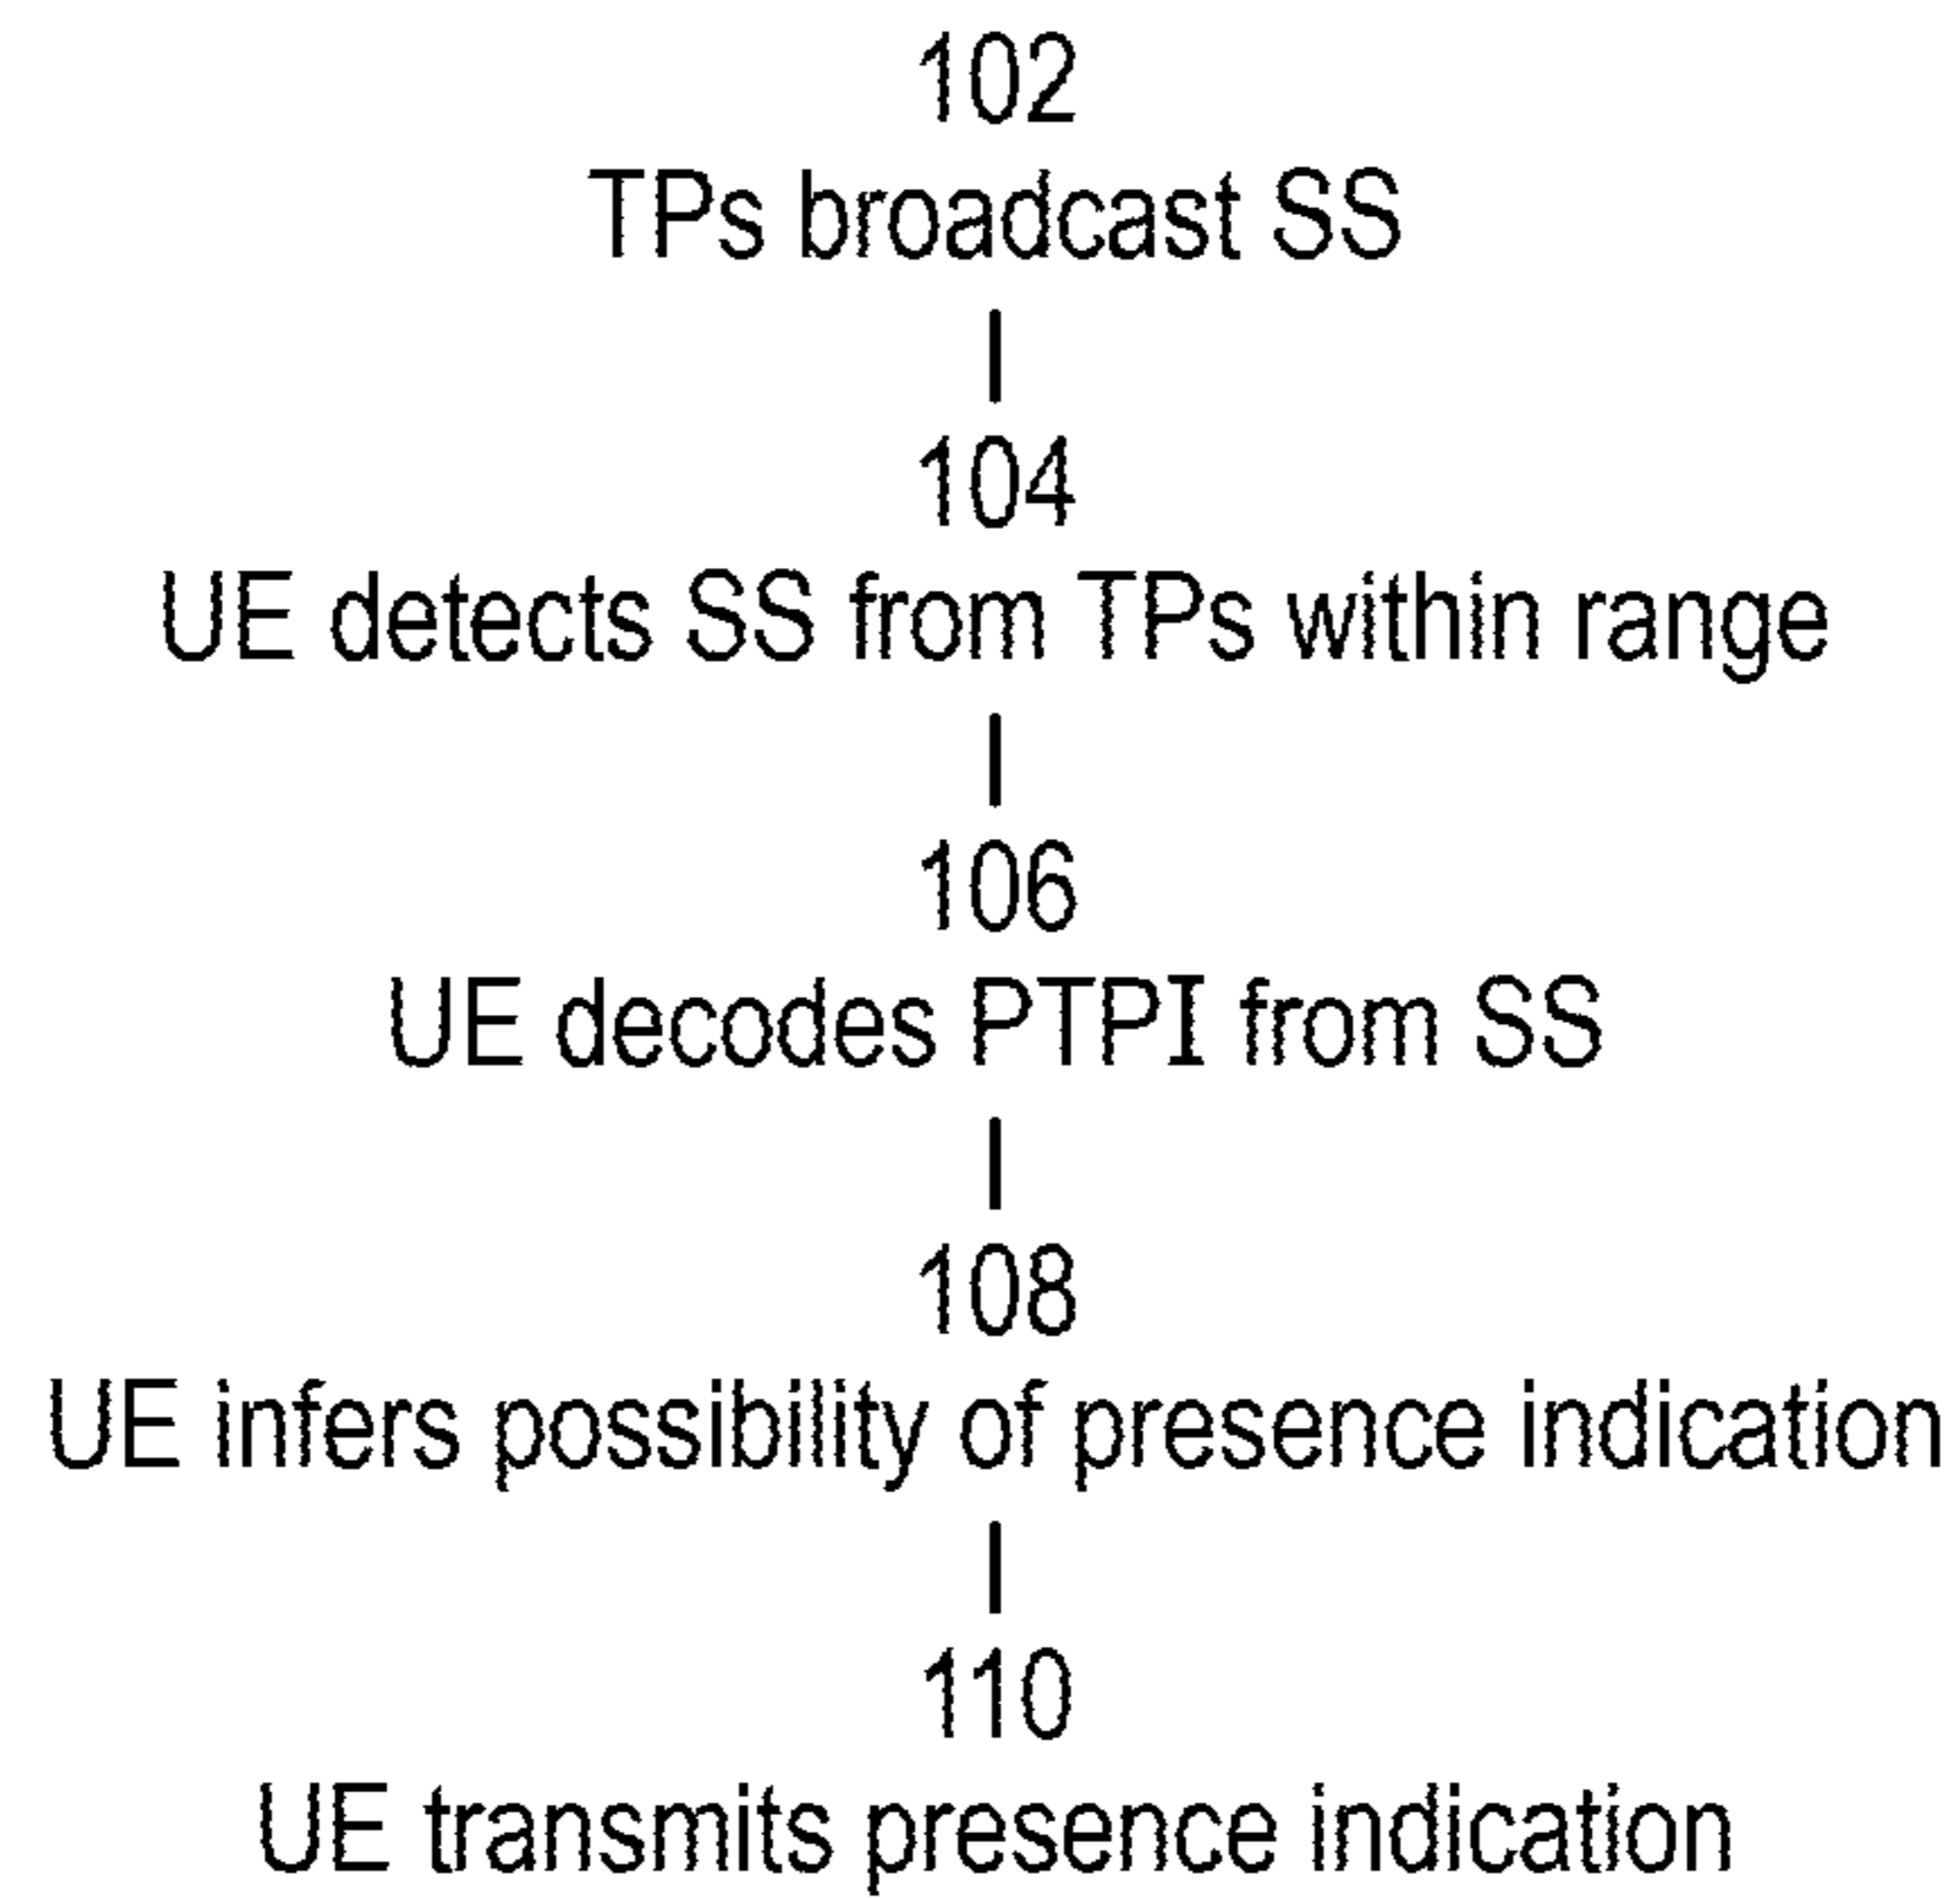 102
TPs broadcast SS
104
UE detects SS from TPs within range
106
UE decodes PTPI from SS
108
UE infers possibility of presence indication
110
UE transmits presence indication